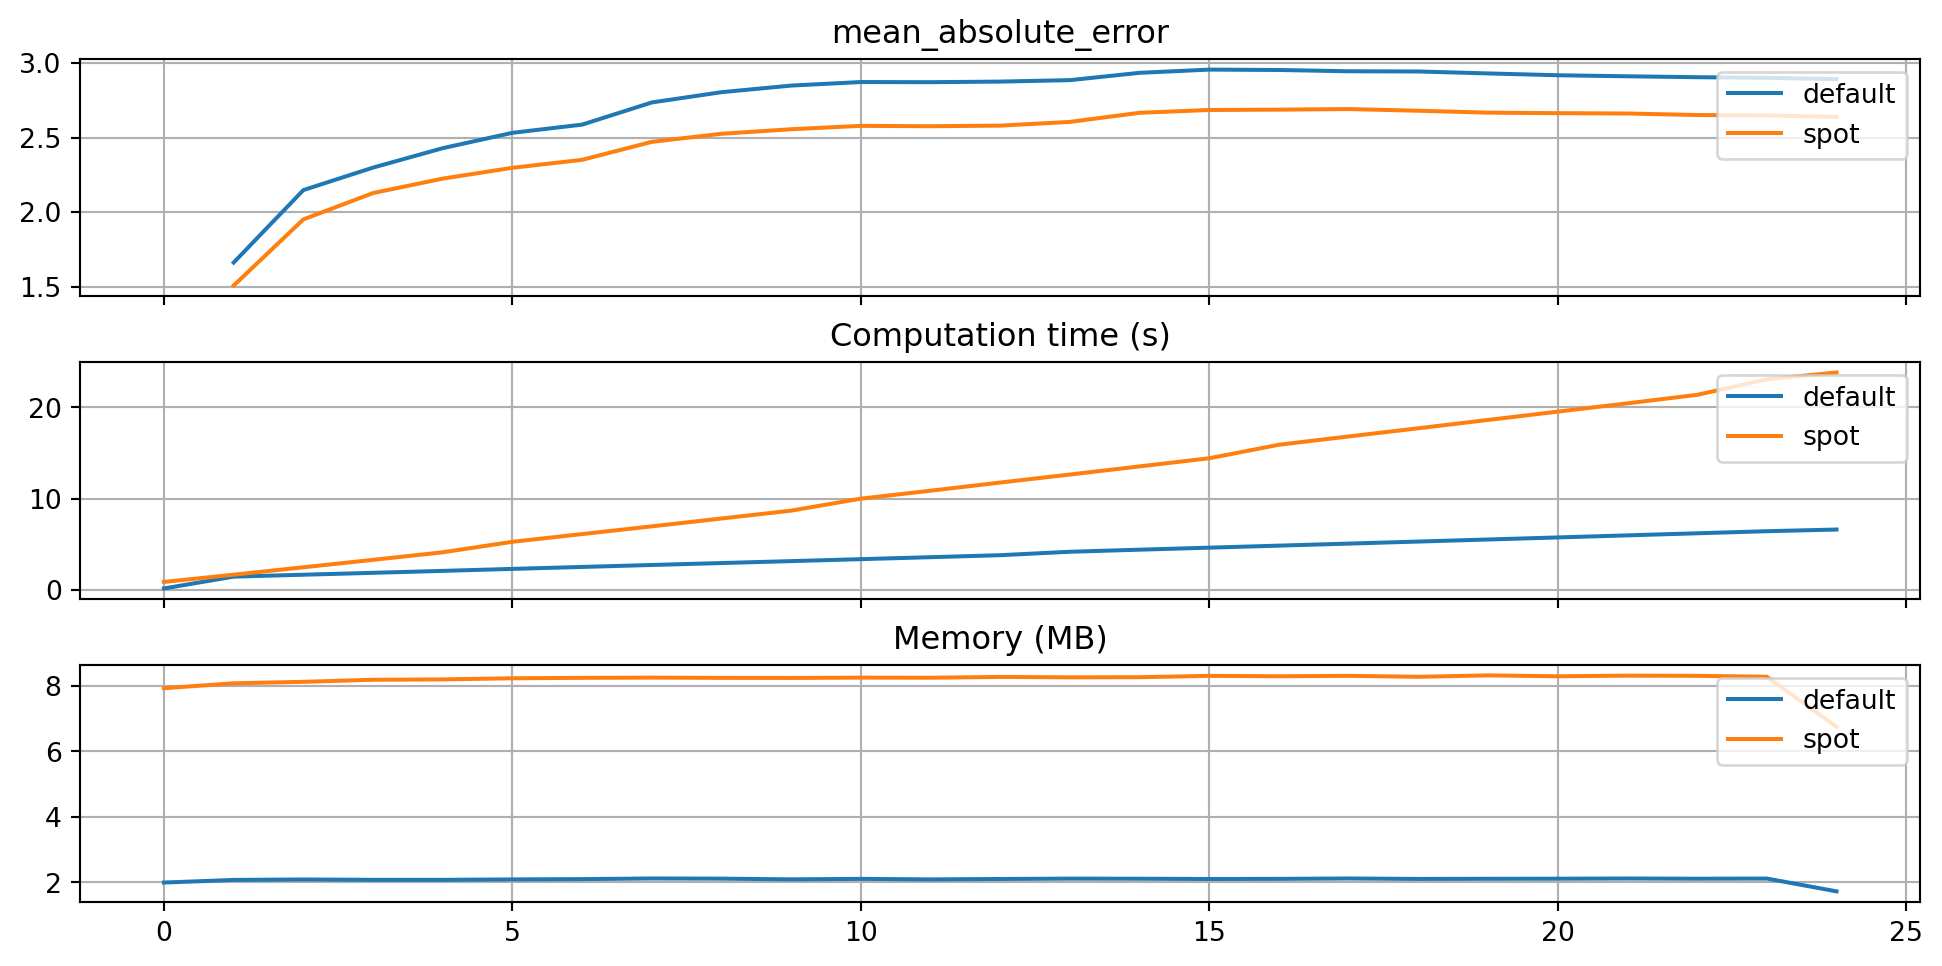 mean_absolute_error
3.0
2.5
2.0
1.5
default
spot
Computation time (s)
20
10
0
default
spot
Memory (MB)
8
6
4
2
default
spot
0 5 10 15 20 25